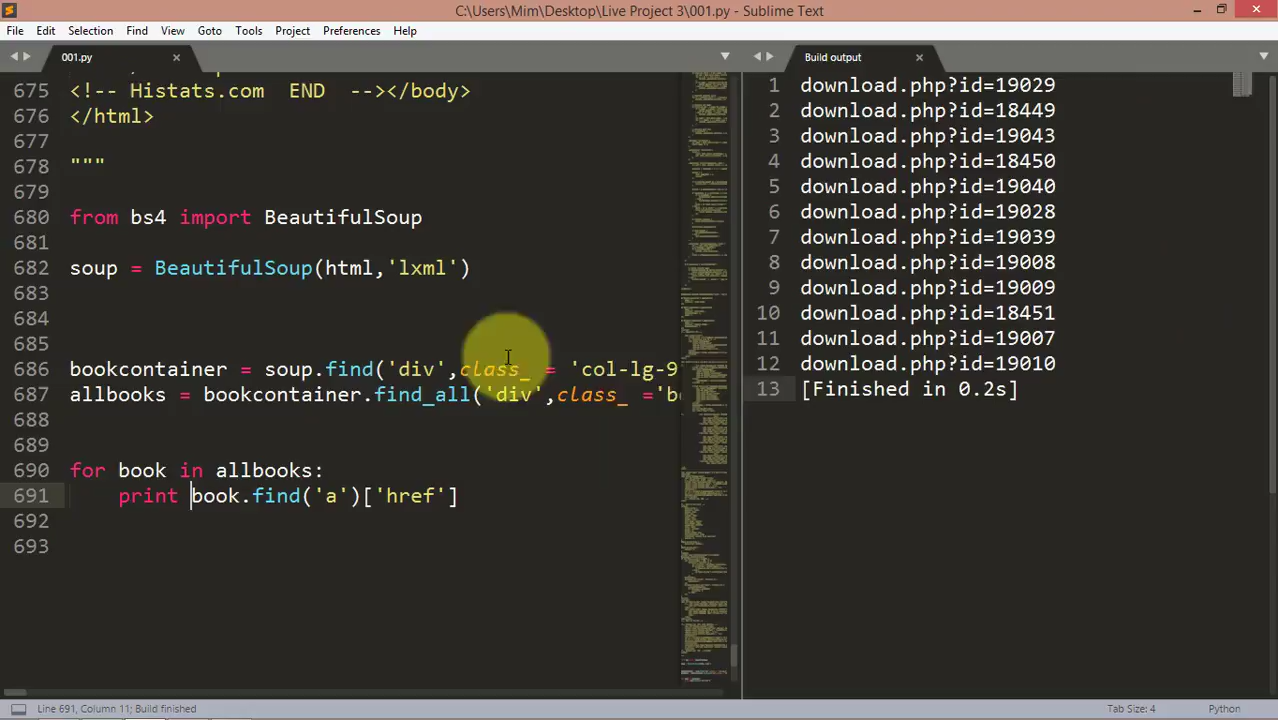 C:\Users\Mim\Desktop\Live Project 3\001.py - Sublime Text
File Edit Selection Find View Goto Tools Project Preferences Help
001.py
675 <!-- Histats.com  END  --></body>
676 </html>
677
678 """
679
680 from bs4 import BeautifulSoup
681
682 soup = BeautifulSoup(html,'lxml')
683
684
685
686 bookcontainer = soup.find('div',class_ = 'col-lg-9
687 allbooks = bookcontainer.find_all('div',class_ ='b
688
689
690 for book in allbooks:
691     print book.find('a')['href']
692
693
Build output
1 download.php?id=19029
2 download.php?id=18449
3 download.php?id=19043
4 download.php?id=18450
5 download.php?id=19040
6 download.php?id=19028
7 download.php?id=19039
8 download.php?id=19008
9 download.php?id=19009
10 download.php?id=18451
11 download.php?id=19007
12 download.php?id=19010
13 [Finished in 0.2s]
Line 691, Column 11; Build finished
Tab Size: 4
Python